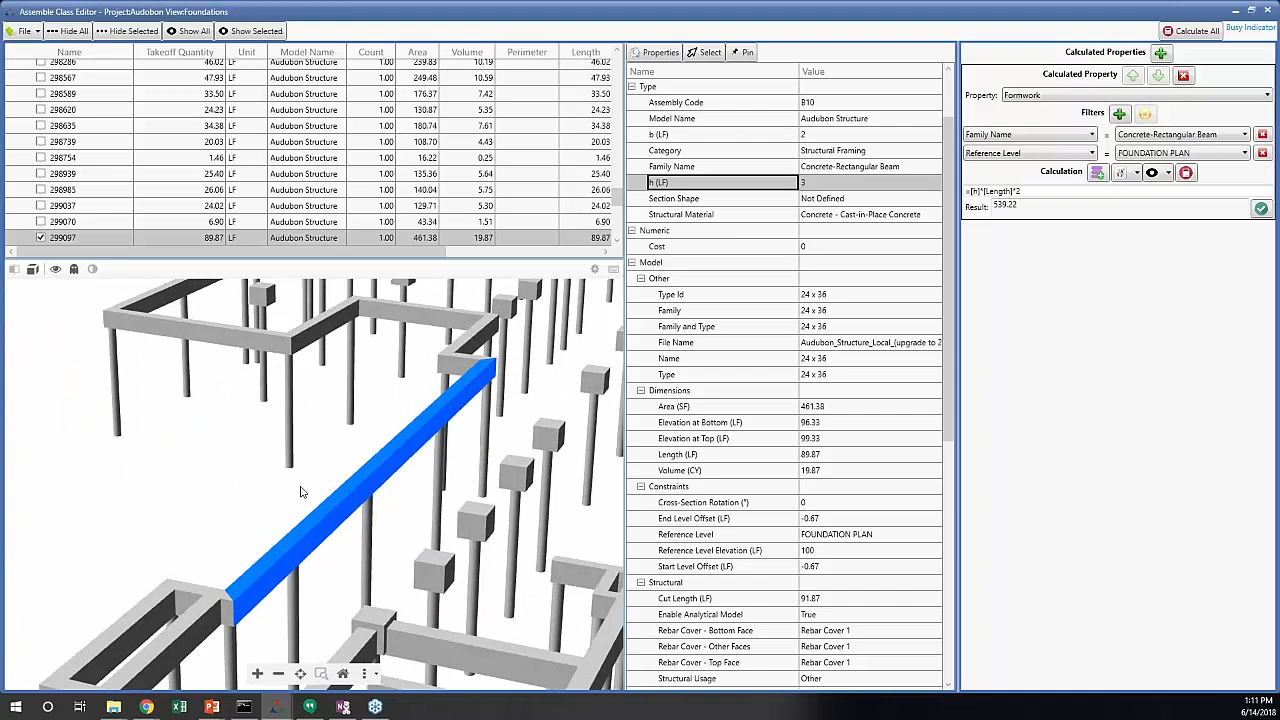 Assemble Class Editor - Project:Audobon View:Foundations
File Hide All Hide Selected Show All Show Selected Calculate All Busy Indicator
Name Takeoff Quantity Unit Model Name Count Area Volume Perimeter Length
298286 46.02 LF Audubon Structure 1.00 239.83 10.19 46.02
298567 47.93 LF Audubon Structure 1.00 249.48 10.59 47.93
298589 33.50 LF Audubon Structure 1.00 176.37 7.42 33.50
298620 24.23 LF Audubon Structure 1.00 130.87 5.35 24.23
298635 34.38 LF Audubon Structure 1.00 180.74 7.61 34.38
298739 20.03 LF Audubon Structure 1.00 108.70 4.43 20.03
298754 1.46 LF Audubon Structure 1.00 16.22 0.25 1.46
298939 25.40 LF Audubon Structure 1.00 135.36 5.64 25.40
298985 26.06 LF Audubon Structure 1.00 140.04 5.75 26.06
299037 24.02 LF Audubon Structure 1.00 129.71 5.30 24.02
299070 6.90 LF Audubon Structure 1.00 43.34 1.51 6.90
299097 89.87 LF Audubon Structure 1.00 461.38 19.87 89.87
Properties Select Pin
Name Value
Type
Assembly Code B10
Model Name Audubon Structure
b (LF) 2
Category Structural Framing
Family Name Concrete-Rectangular Beam
h (LF) 3
Section Shape Not Defined
Structural Material Concrete - Cast-in-Place Concrete
Numeric
Cost 0
Model
Other
Type Id 24 x 36
Family 24 x 36
Family and Type 24 x 36
File Name Audubon_Structure_Local_(upgrade to 2
Name 24 x 36
Type 24 x 36
Dimensions
Area (SF) 461.38
Elevation at Bottom (LF) 96.33
Elevation at Top (LF) 99.33
Length (LF) 89.87
Volume (CY) 19.87
Constraints
Cross-Section Rotation (°) 0
End Level Offset (LF) -0.67
Reference Level FOUNDATION PLAN
Reference Level Elevation (LF) 100
Start Level Offset (LF) -0.67
Structural
Cut Length (LF) 91.87
Enable Analytical Model True
Rebar Cover - Bottom Face Rebar Cover 1
Rebar Cover - Other Faces Rebar Cover 1
Rebar Cover - Top Face Rebar Cover 1
Structural Usage Other
Calculated Properties
Calculated Property
Property: Formwork
Filters
Family Name = Concrete-Rectangular Beam
Reference Level = FOUNDATION PLAN
Calculation
=[h]*[Length]*2
Result: 539.22
1:11 PM
6/14/2018